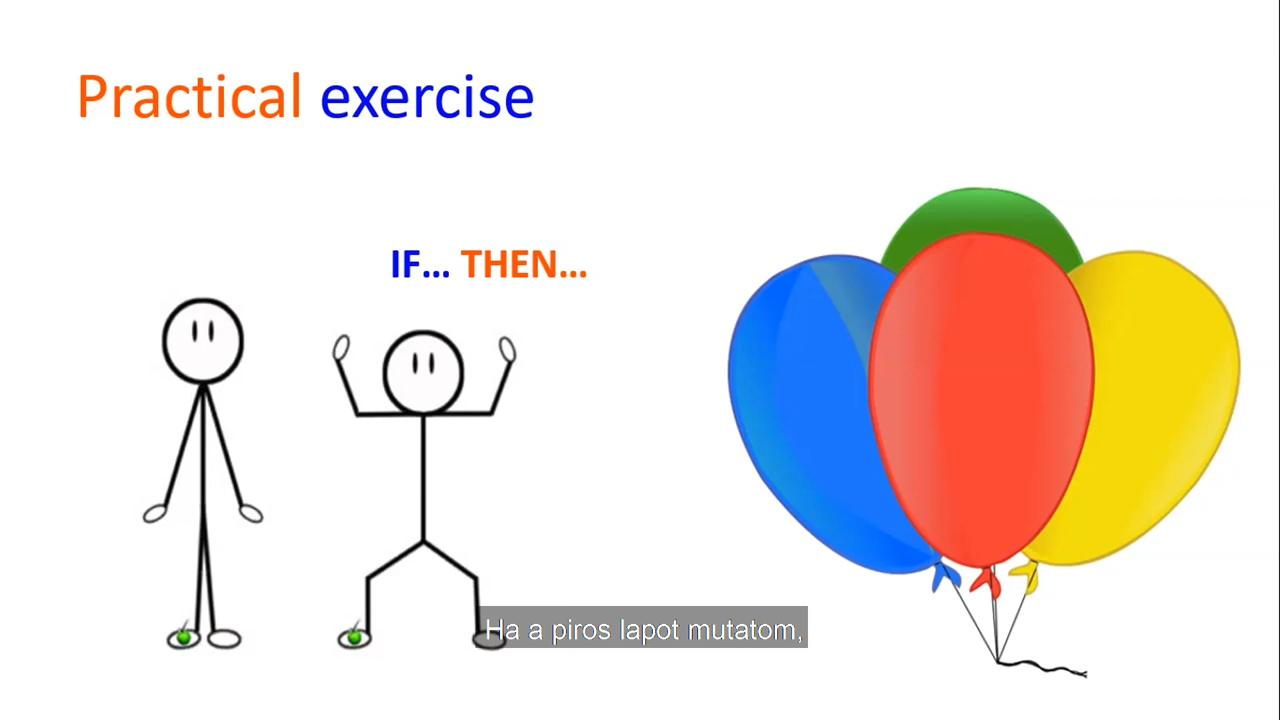 Practical exercise
IF... THEN...
Ha a piros lapot mutatom,